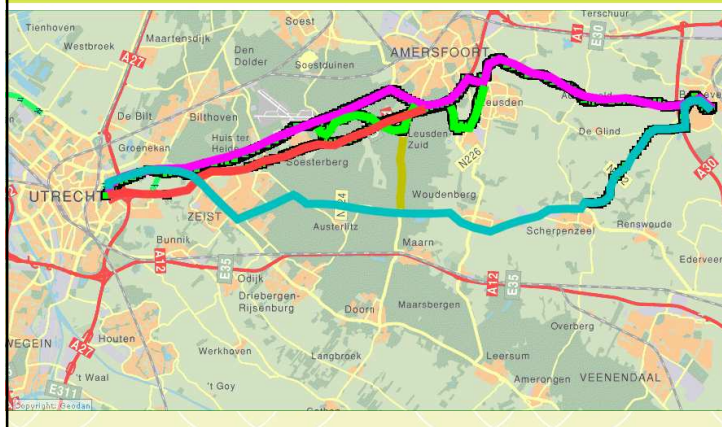 Tienhoven
Westbroek
Maartensdijk
A27
Soest
Soestduinen
Den
Dolder
Terschuur
A1
E30
AMERSFOORT
De Bilt
Bilthoven
Groenekan
Huis ter
Heide
Soesterberg
Leusden
Leusden
Zuid
De Glind
N226
A30
UTRECHT
ZEIST
Woudenberg
Austerlitz
Scherpenzeel
Renswoude
Bunnik
A12
E35
Maarn
Odijk
A12
E35
Ederveen
Driebergen-
Rijsenburg
Doorn
Maarsbergen
Overberg
Houten
A27
Werkhoven
Langbroek
Leersum
't Waal
't Goy
Amerongen
VEENENDAAL
E311
Copyright: Geodan